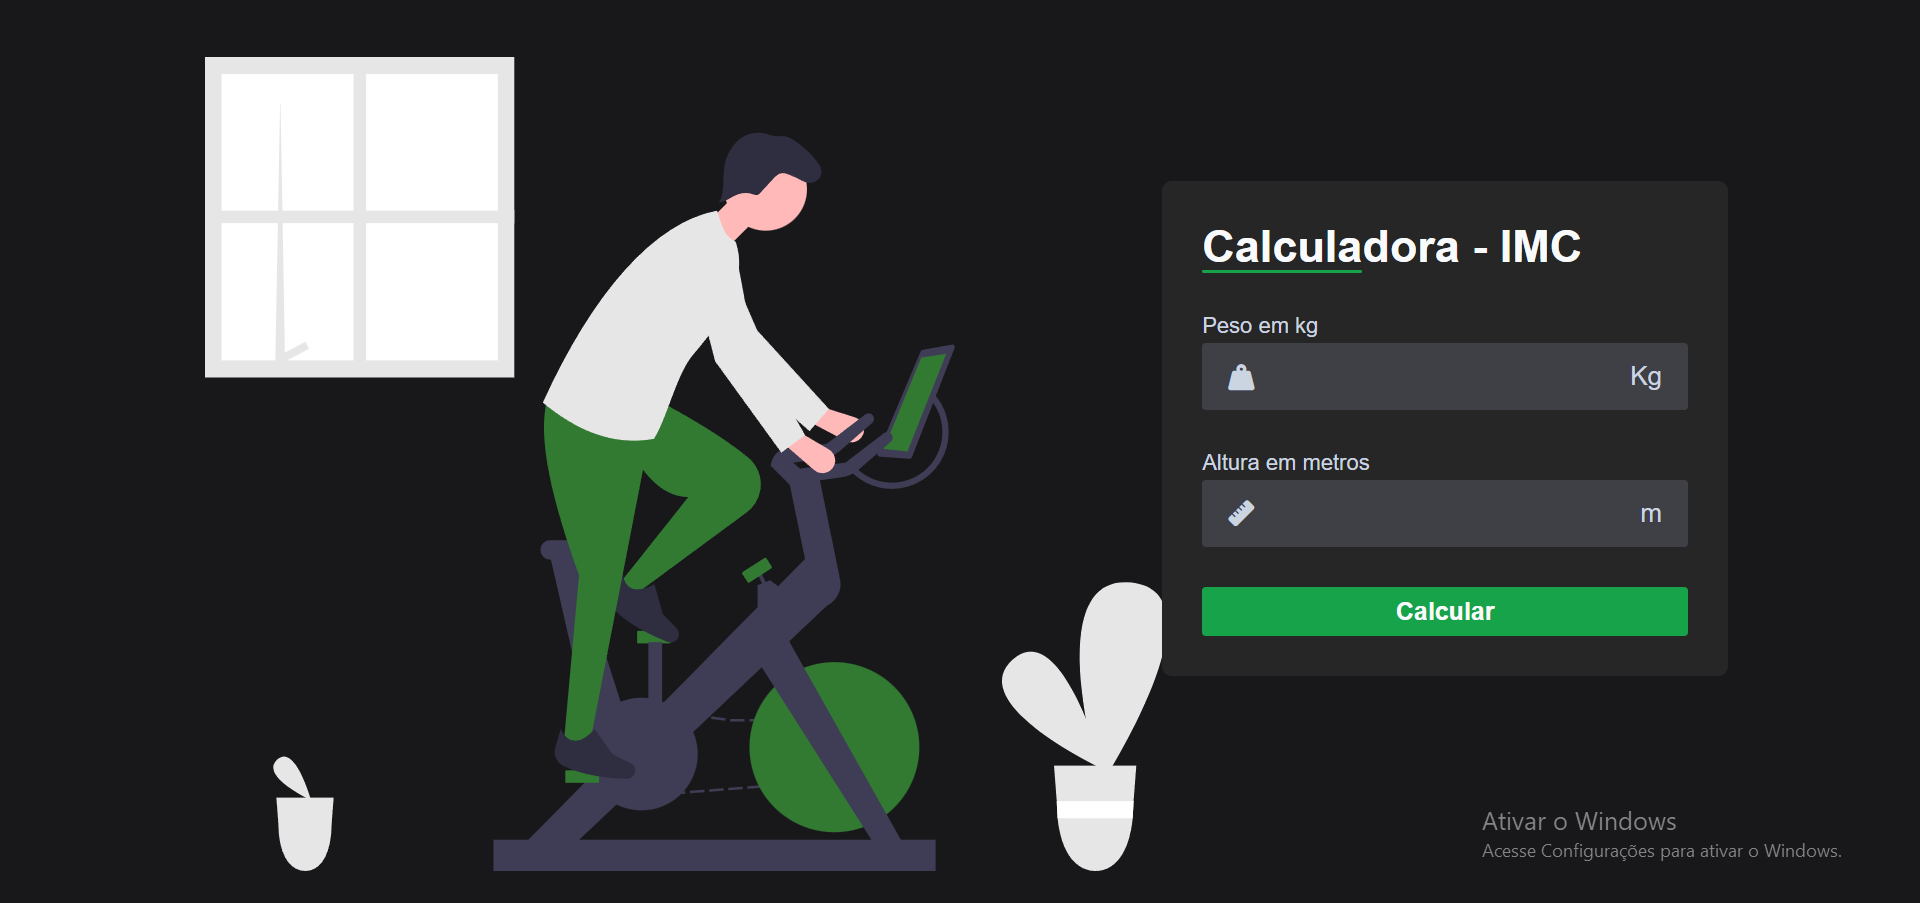 Calculadora - IMC
Peso em kg
Kg
Altura em metros
m
Calcular
Ativar o Windows
Acesse Configurações para ativar o Windows.